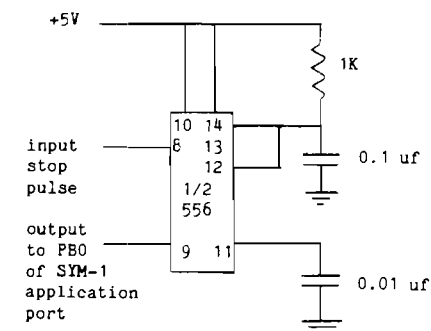 +5V
1K
10 14
8 13
12
1/2
556
9 11
input
stop
pulse
0.1 uf
output
to PB0
of SYM-1
application
port
0.01 uf